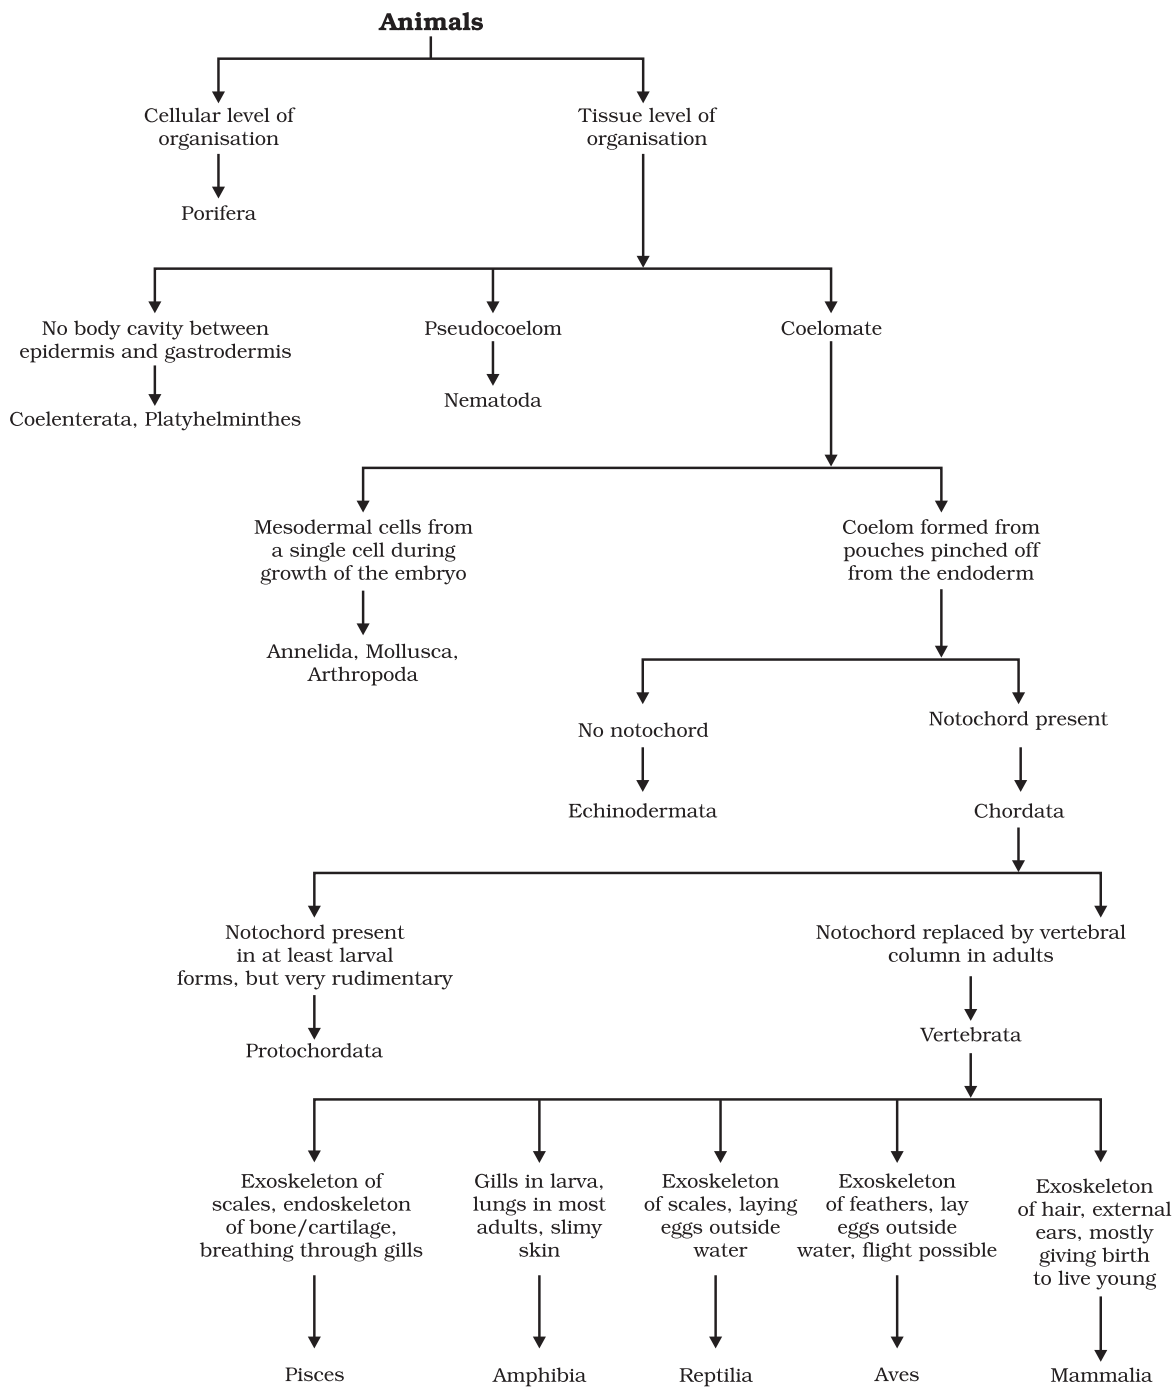 Animals
Cellular level of
organisation
Tissue level of
organisation
Porifera
No body cavity between
epidermis and gastrodermis
Pseudocoelom
Coelomate
Coelenterata, Platyhelminthes
Nematoda
Mesodermal cells from
a single cell during
growth of the embryo
Coelom formed from
pouches pinched off
from the endoderm
Annelida, Mollusca,
Arthropoda
No notochord
Notochord present
Echinodermata
Chordata
Notochord present
in at least larval
forms, but very rudimentary
Notochord replaced by vertebral
column in adults
Protochordata
Vertebrata
Exoskeleton of
scales, endoskeleton
of bone/cartilage,
breathing through gills
Gills in larva,
lungs in most
adults, slimy
skin
Exoskeleton
of scales, laying
eggs outside
water
Exoskeleton
of feathers, lay
eggs outside
water, flight possible
Exoskeleton
of hair, external
ears, mostly
giving birth
to live young
Pisces
Amphibia
Reptilia
Aves
Mammalia